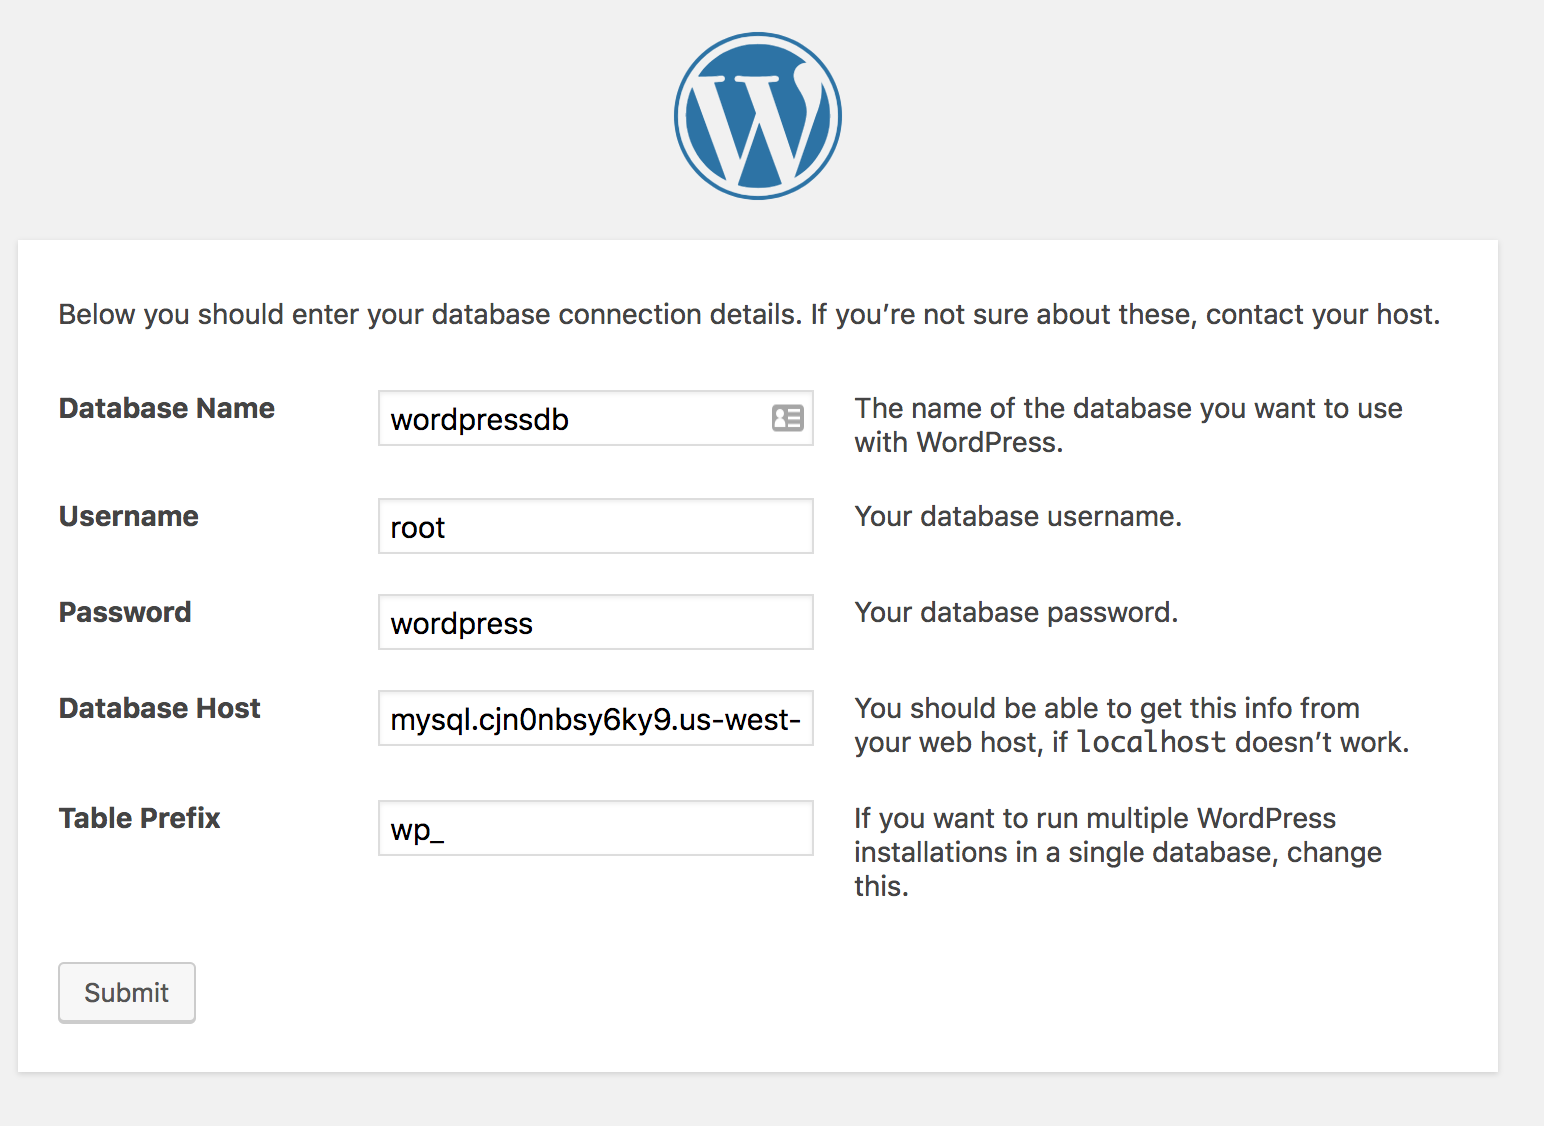 Below you should enter your database connection details. If you’re not sure about these, contact your host.
Database Name
wordpressdb
The name of the database you want to use
with WordPress.
Username
root
Your database username.
Password
wordpress
Your database password.
Database Host
mysql.cjn0nbsy6ky9.us-west-
You should be able to get this info from
your web host, if localhost doesn’t work.
Table Prefix
wp_
If you want to run multiple WordPress
installations in a single database, change
this.
Submit